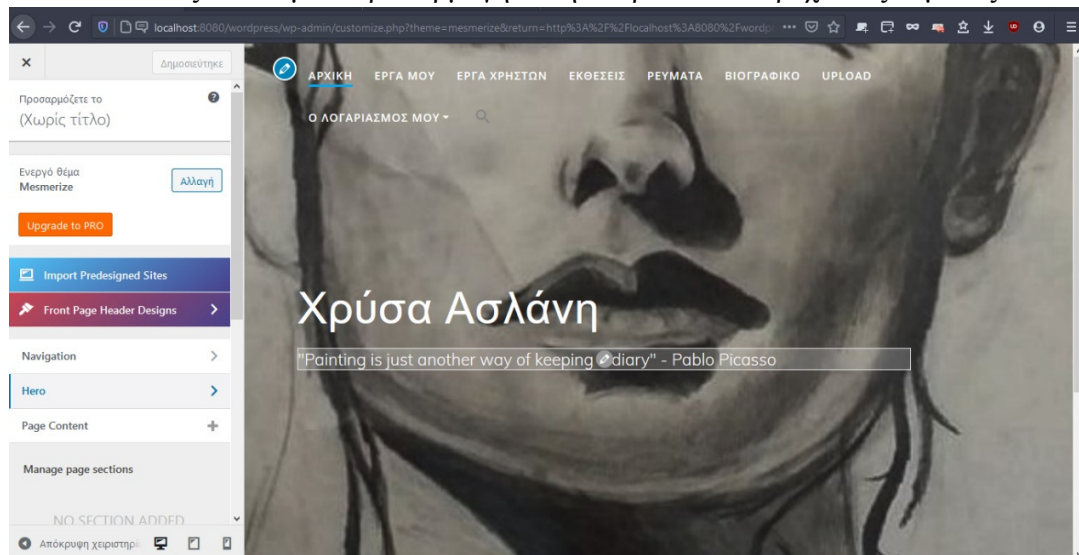 localhost:8080/wordpress/wp-admin/customize.php?theme=mesmerize&return=http%3A%2F%2Flocalhost%3A8080%2Fwordp
Δημοσιεύτηκε
Προσαρμόζετε το
(Χωρίς τίτλο)
Ενεργό θέμα
Mesmerize
Αλλαγή
Upgrade to PRO
Import Predesigned Sites
Front Page Header Designs
Navigation
Hero
Page Content
Manage page sections
NO SECTION ADDED
Απόκρυψη χειριστηρί
ΑΡΧΙΚΗ ΕΡΓΑ ΜΟΥ ΕΡΓΑ ΧΡΗΣΤΩΝ ΕΚΘΕΣΕΙΣ ΡΕΥΜΑΤΑ ΒΙΟΓΡΑΦΙΚΟ UPLOAD
Ο ΛΟΓΑΡΙΑΣΜΟΣ ΜΟΥ
Χρύσα Ασλάνη
"Painting is just another way of keeping diary" - Pablo Picasso